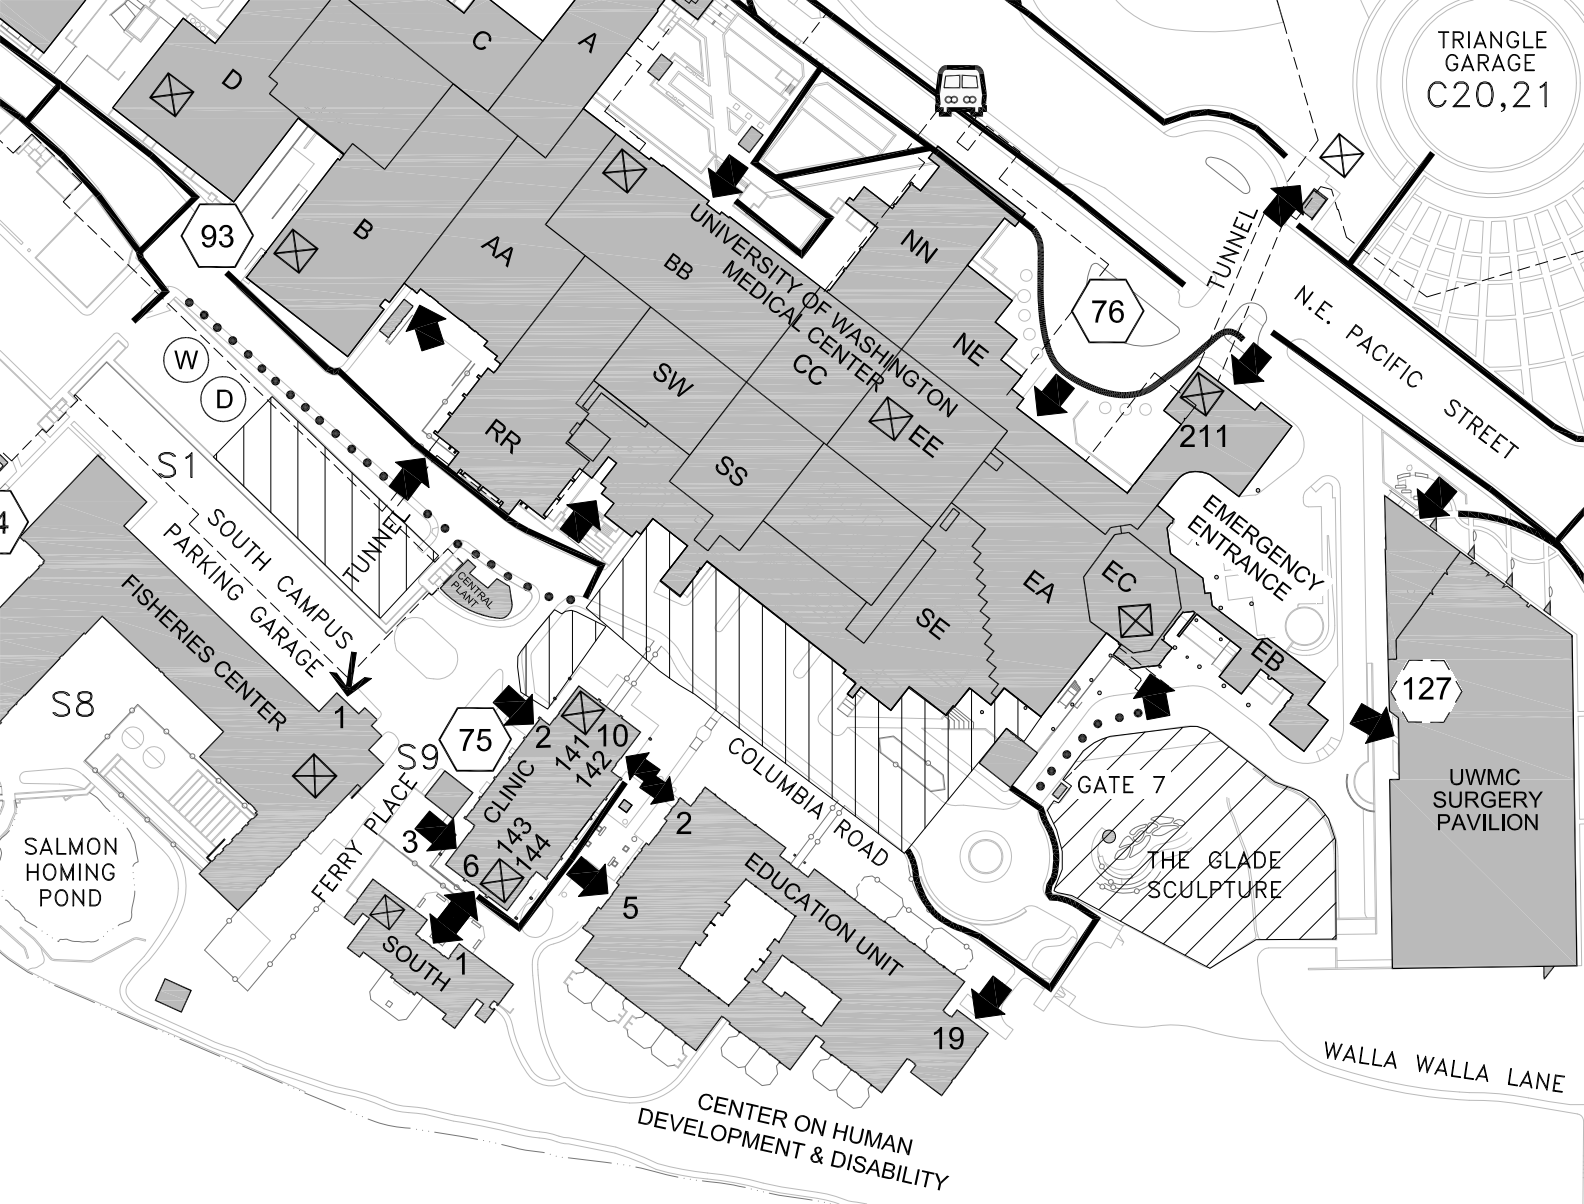 TRIANGLE
GARAGE
C20,21
A
C
D
B
AA
BB
93
UNIVERSITY OF WASHINGTON
MEDICAL CENTER
NN
NE
76
TUNNEL
N.E. PACIFIC STREET
W
D
S1
RR
SW
SS
CC
EE
211
EMERGENCY
ENTRANCE
4
TUNNEL
SOUTH CAMPUS
PARKING GARAGE
CENTRAL
PLANT
FISHERIES CENTER
SE
EA
EC
EB
127
S8
1
S9
75
2
10
141
142
CLINIC
143
144
6
3
FERRY PLACE
COLUMBIA ROAD
GATE 7
THE GLADE
SCULPTURE
UWMC
SURGERY
PAVILION
SALMON
HOMING
POND
2
5
EDUCATION UNIT
19
SOUTH
1
WALLA WALLA LANE
CENTER ON HUMAN
DEVELOPMENT & DISABILITY